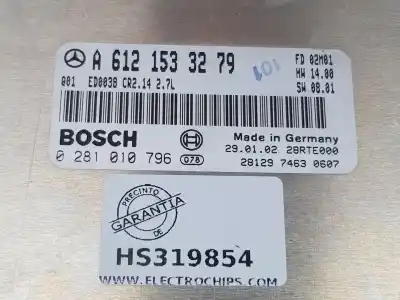 A 612 153 32 79
101
FD 02M01
HW 14.00
SW 08.01
Q01 ED003B CR2.14 2.7L
BOSCH
Made in Germany
0 281 010 796 078
29.01.02 28RTE000
28129 7463 0607
PRECINTO
GARANTIA
DE
HS319854
WWW.ELECTROCHIPS.COM